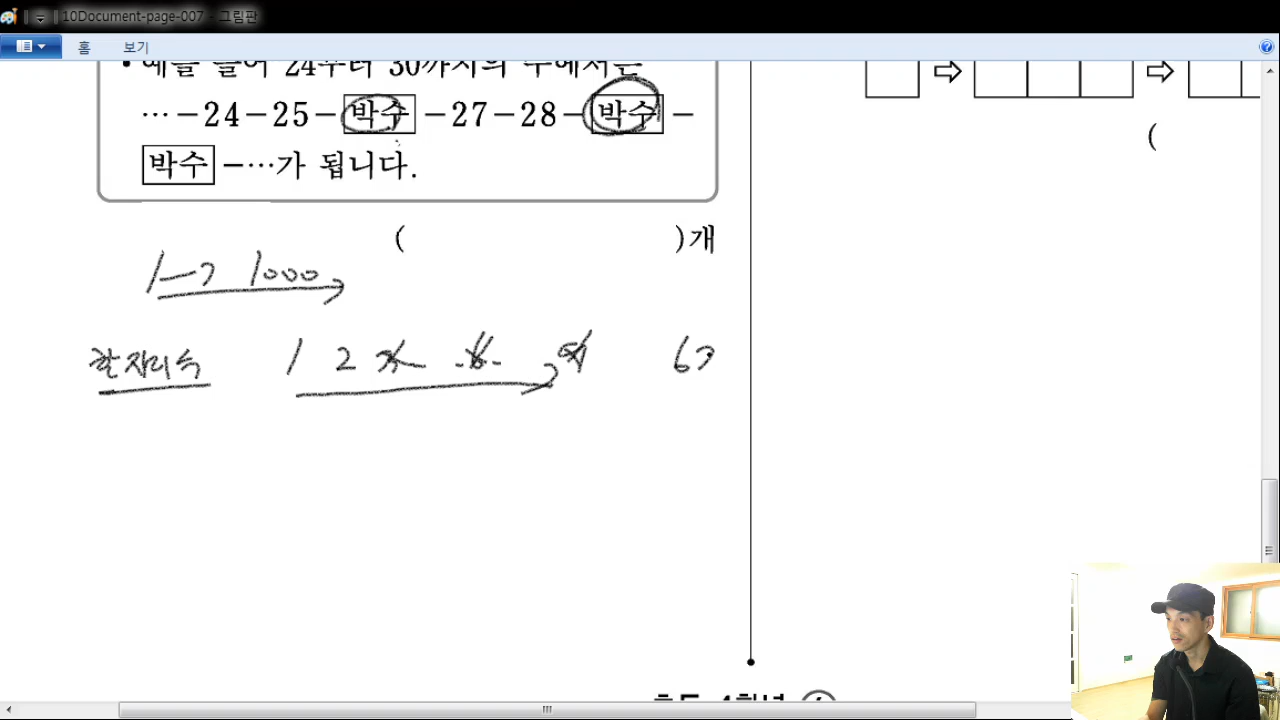 10Document-page-007 - 그림판
홈 보기
예를 들어 24부터 30까지의 수에서는
…-24-25-박수-27-28-박수-
박수-…가 됩니다.
( )개
(
1→1000
한자리수 1 2 3 6 9 6개